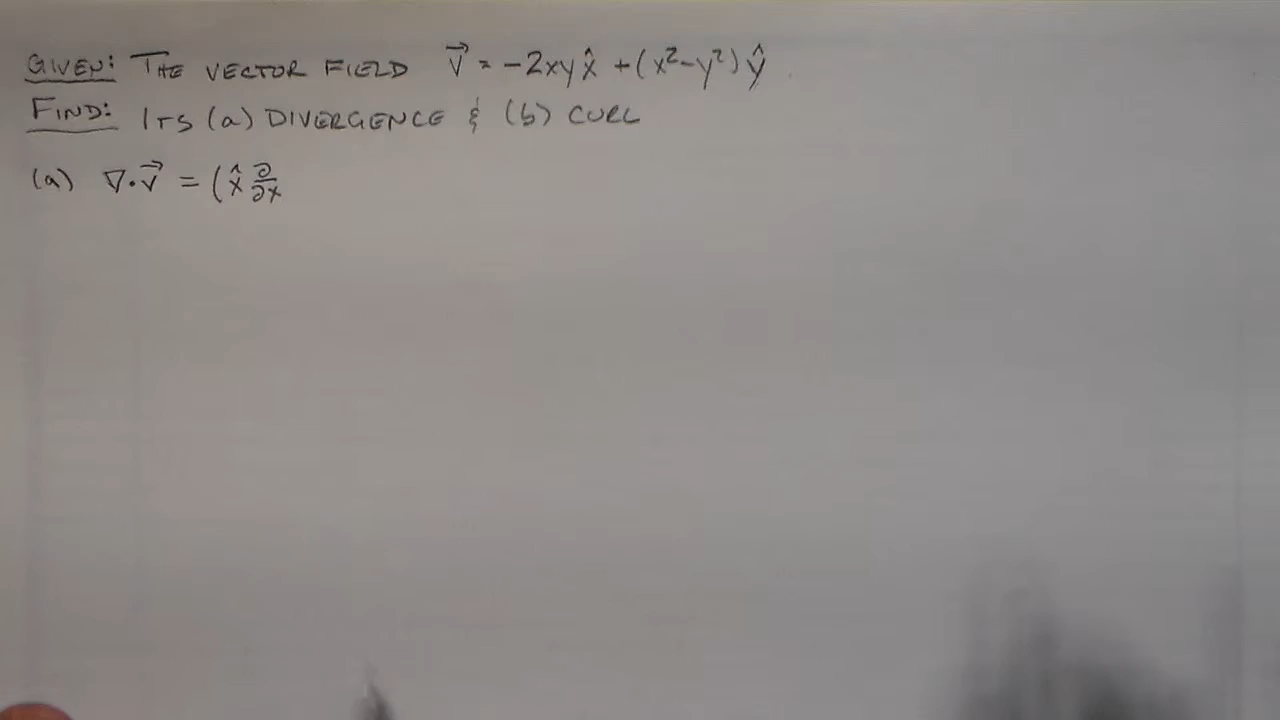 GIVEN: THE VECTOR FIELD v⃗ = -2xy x̂ + (x²-y²) ŷ
FIND: ITS (a) DIVERGENCE & (b) CURL
(a) ∇·v⃗ = (x̂ ∂/∂x